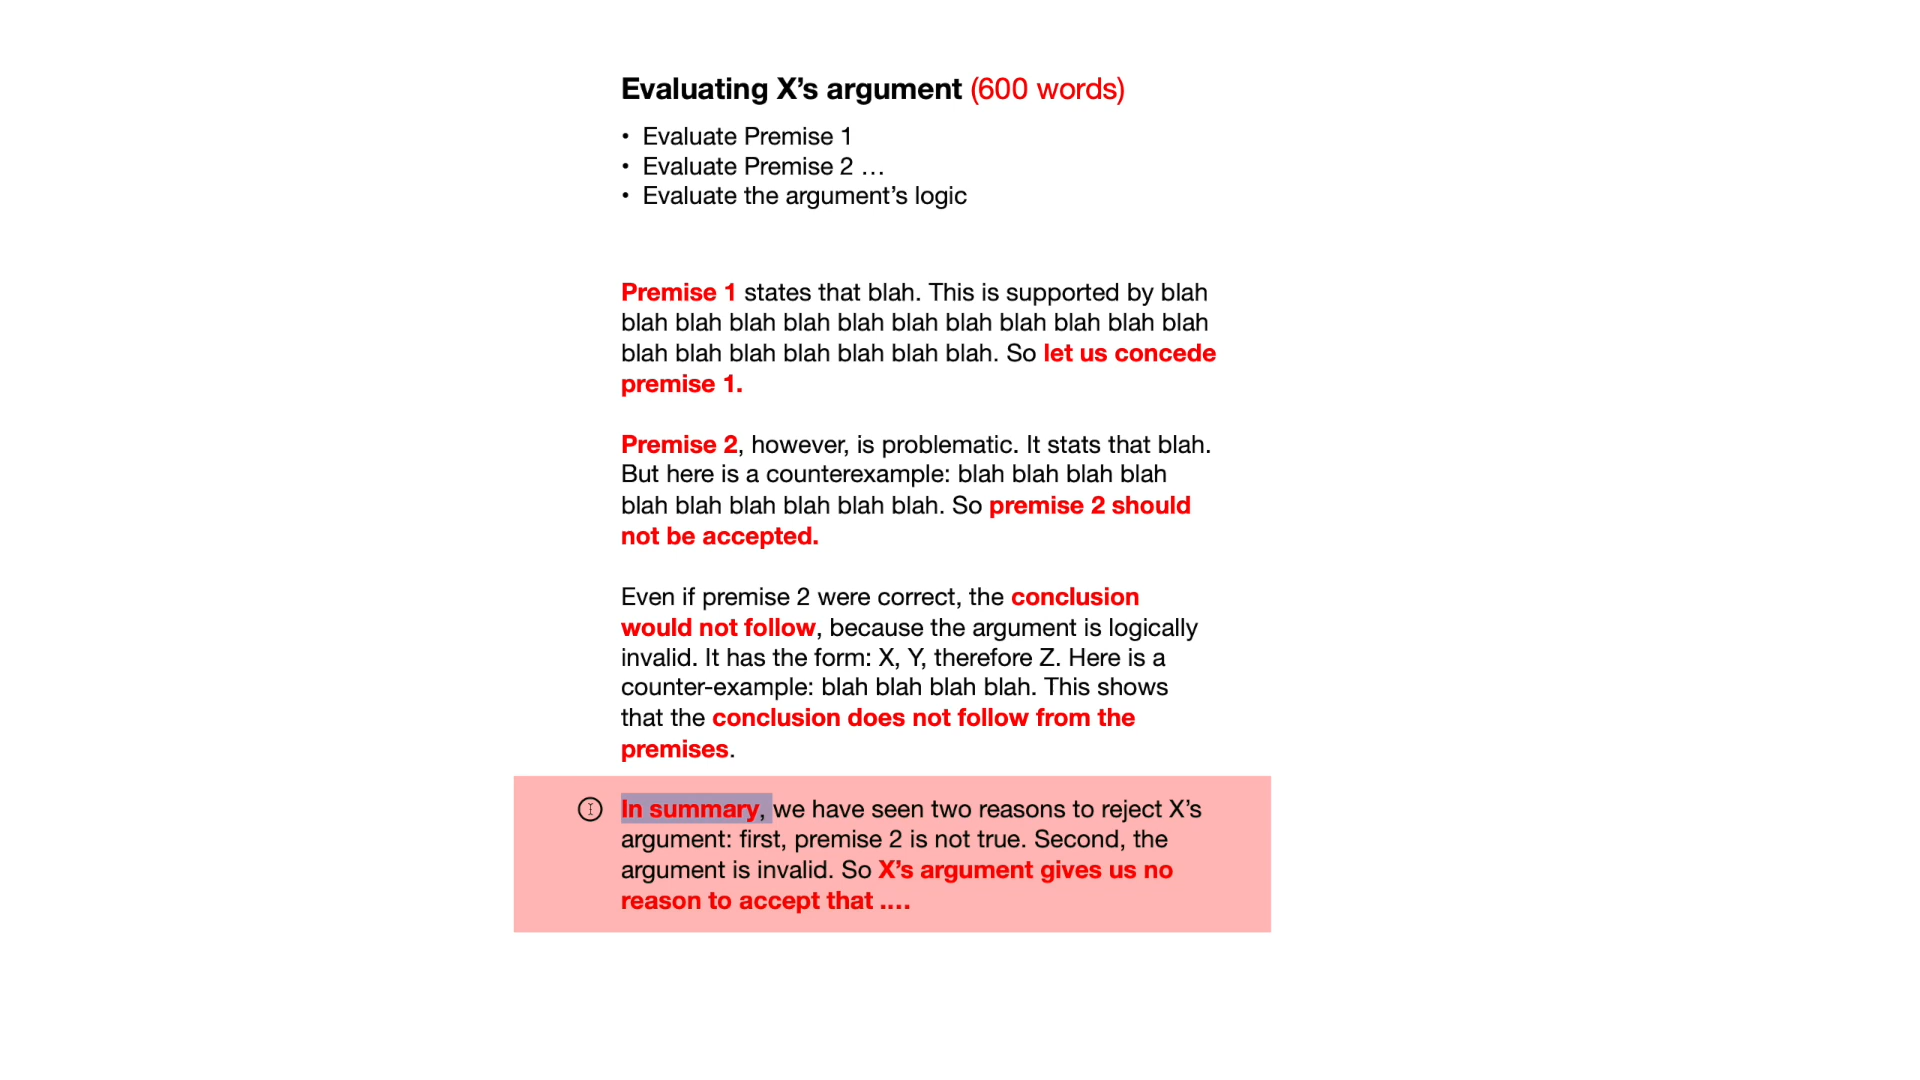 Evaluating X’s argument (600 words)
• Evaluate Premise 1
• Evaluate Premise 2 …
• Evaluate the argument’s logic
Premise 1 states that blah. This is supported by blah
blah blah blah blah blah blah blah blah blah blah blah
blah blah blah blah blah blah blah. So let us concede
premise 1.
Premise 2, however, is problematic. It stats that blah.
But here is a counterexample: blah blah blah blah
blah blah blah blah blah blah. So premise 2 should
not be accepted.
Even if premise 2 were correct, the conclusion
would not follow, because the argument is logically
invalid. It has the form: X, Y, therefore Z. Here is a
counter-example: blah blah blah blah. This shows
that the conclusion does not follow from the
premises.
In summary, we have seen two reasons to reject X’s
argument: first, premise 2 is not true. Second, the
argument is invalid. So X’s argument gives us no
reason to accept that ….